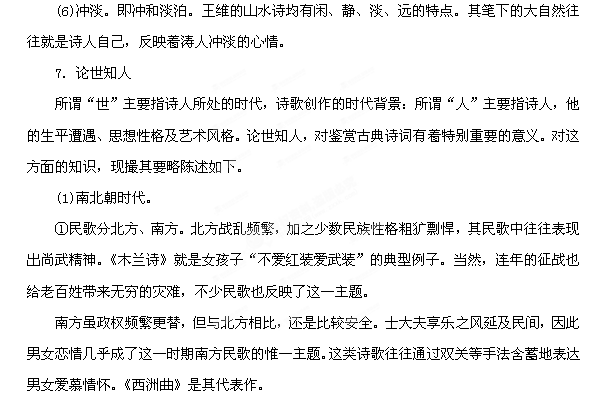 (6)冲淡。即冲和淡泊。王维的山水诗均有闲、静、淡、远的特点。其笔下的大自然往
往就是诗人自己，反映着涛人冲淡的心情。
7．论世知人
所谓“世”主要指诗人所处的时代，诗歌创作的时代背景：所谓“人”主要指诗人，他
的生平遭遇、思想性格及艺术风格。论世知人，对鉴赏古典诗词有着特别重要的意义。对这
方面的知识，现撮其要略陈述如下。
(1)南北朝时代。
①民歌分北方、南方。北方战乱频繁，加之少数民族性格粗犷剽悍，其民歌中往往表现
出尚武精神。《木兰诗》就是女孩子“不爱红装爱武装”的典型例子。当然，连年的征战也
给老百姓带来无穷的灾难，不少民歌也反映了这一主题。
南方虽政权频繁更替，但与北方相比，还是比较安全。士大夫享乐之风延及民间，因此
男女恋情几乎成了这一时期南方民歌的惟一主题。这类诗歌往往通过双关等手法含蓄地表达
男女爱慕情怀。《西洲曲》是其代表作。